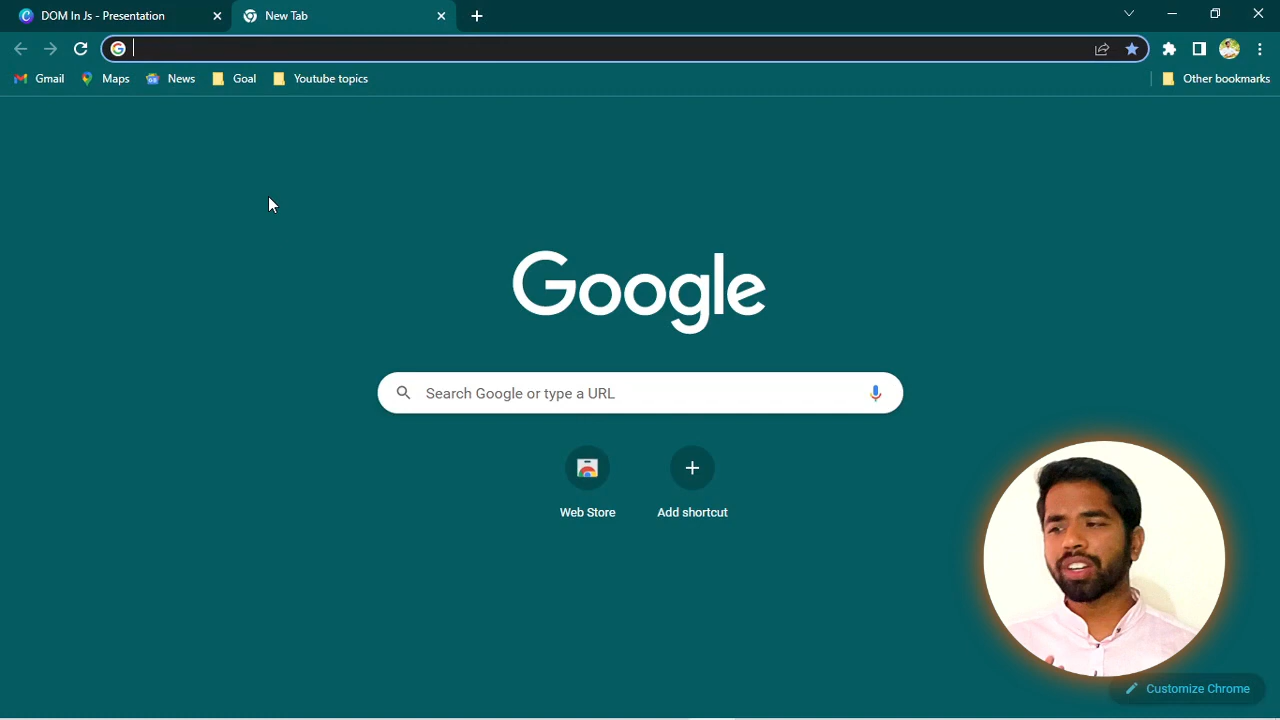 DOM In Js - Presentation
New Tab
Gmail
Maps
News
Goal
Youtube topics
Other bookmarks
Google
Search Google or type a URL
Web Store
Add shortcut
Customize Chrome